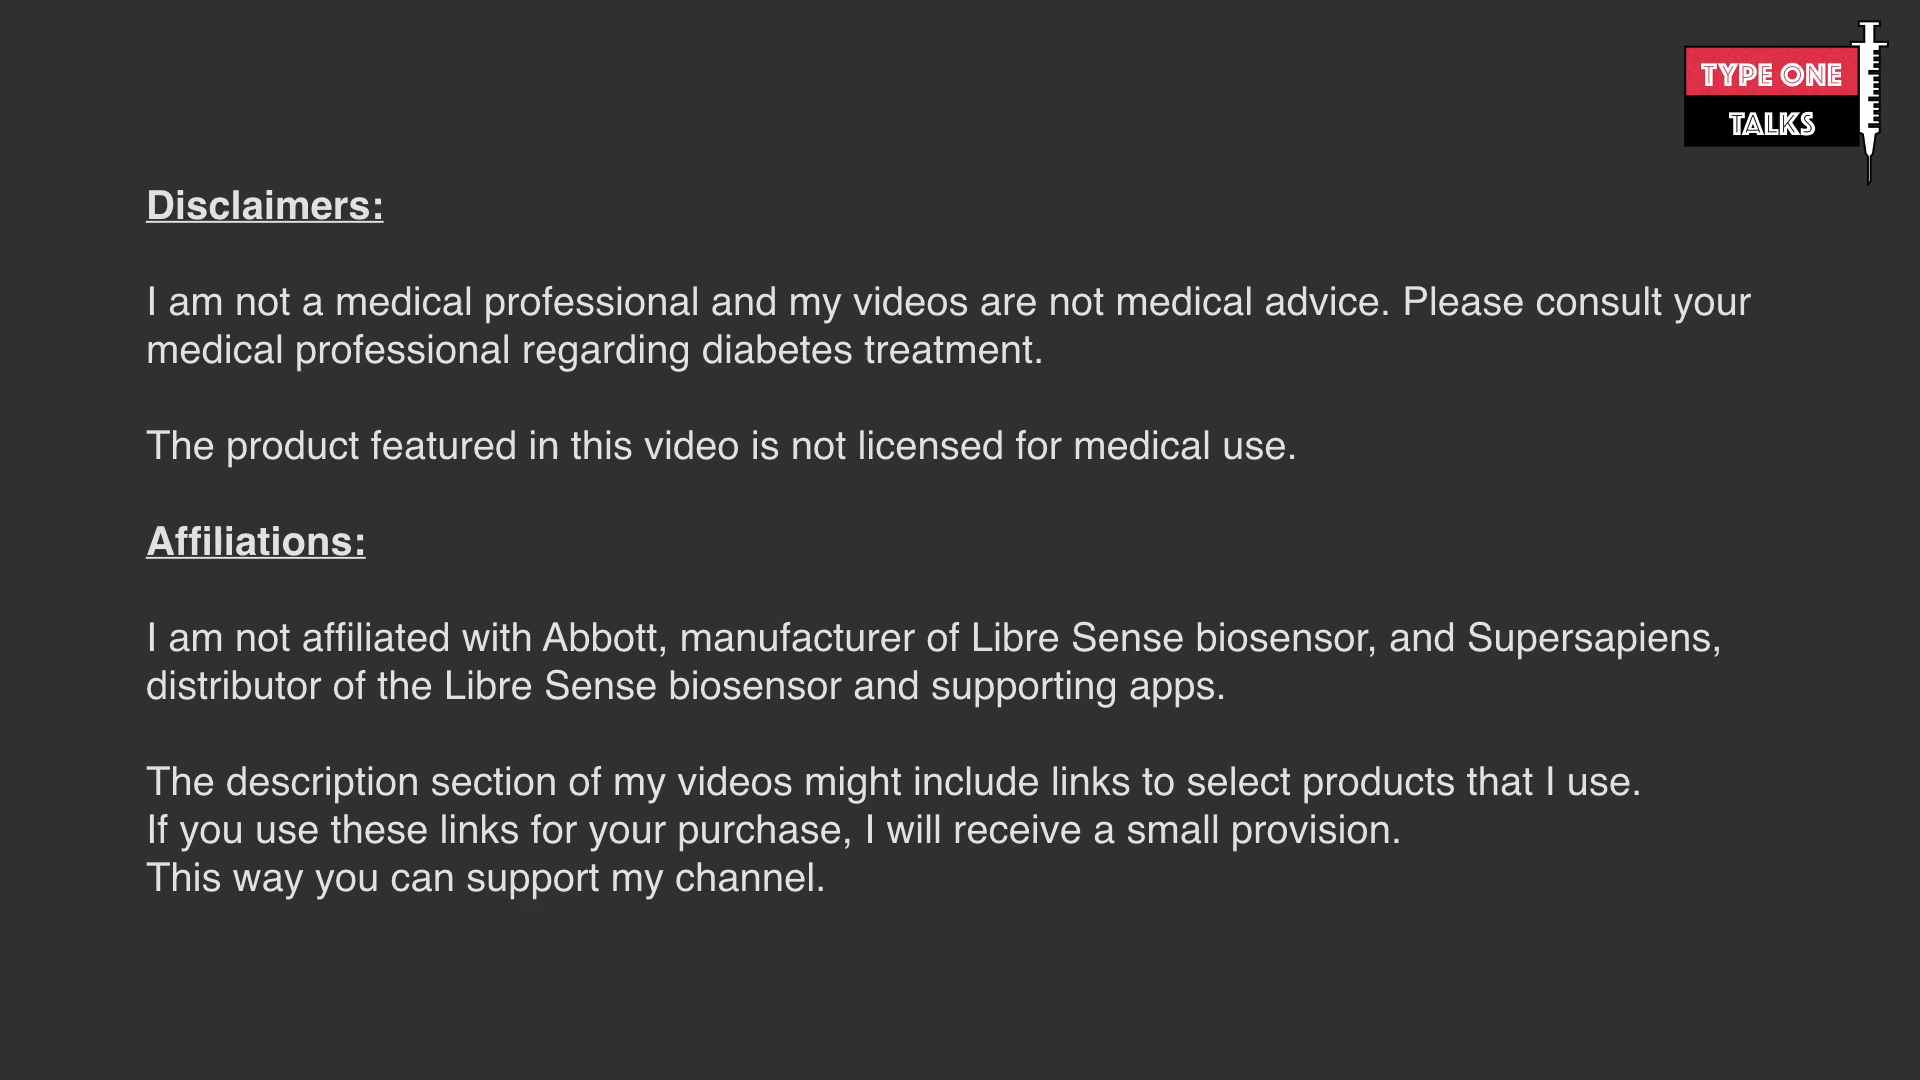 TYPE ONE
TALKS
Disclaimers:
I am not a medical professional and my videos are not medical advice. Please consult your
medical professional regarding diabetes treatment.
The product featured in this video is not licensed for medical use.
Affiliations:
I am not affiliated with Abbott, manufacturer of Libre Sense biosensor, and Supersapiens,
distributor of the Libre Sense biosensor and supporting apps.
The description section of my videos might include links to select products that I use.
If you use these links for your purchase, I will receive a small provision.
This way you can support my channel.